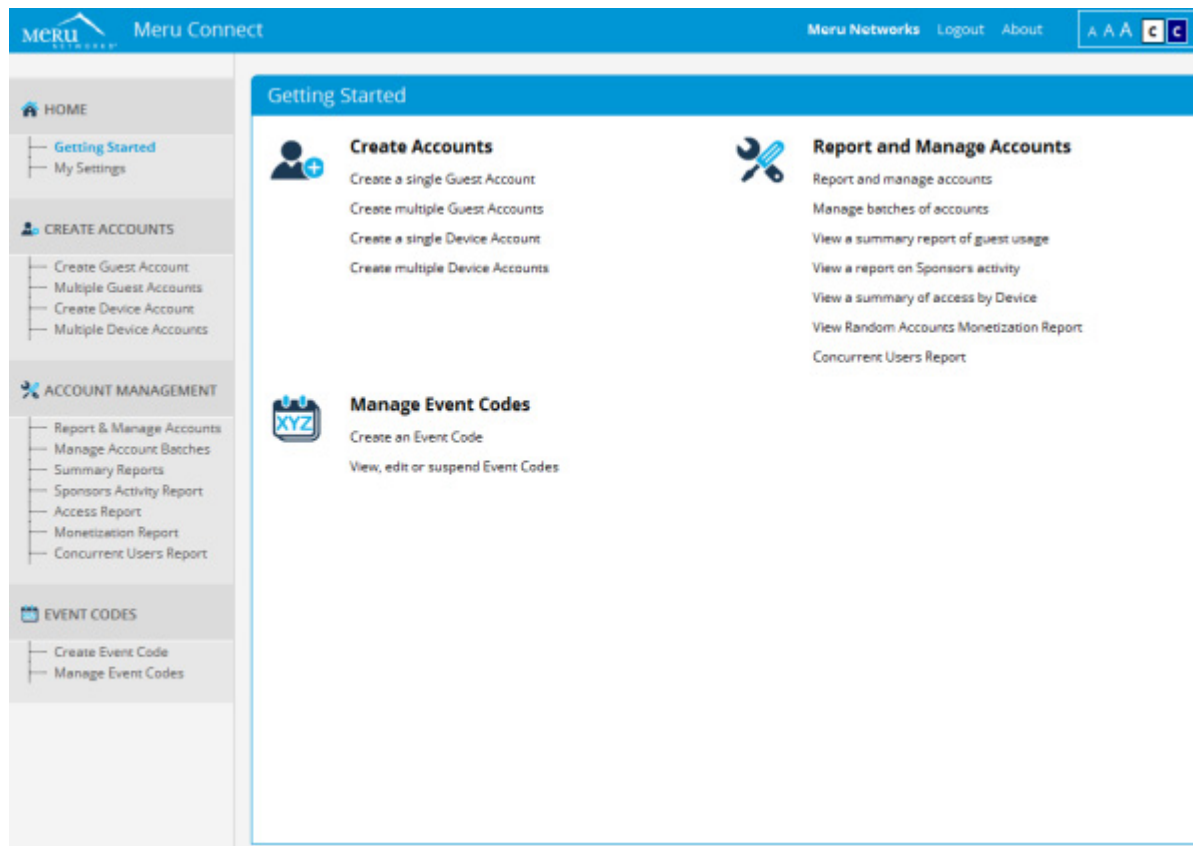 MERU NETWORKS Meru Connect
Meru Networks Logout About A A A C C
HOME
Getting Started
My Settings
CREATE ACCOUNTS
Create Guest Account
Multiple Guest Accounts
Create Device Account
Multiple Device Accounts
ACCOUNT MANAGEMENT
Report & Manage Accounts
Manage Account Batches
Summary Reports
Sponsors Activity Report
Access Report
Monetization Report
Concurrent Users Report
EVENT CODES
Create Event Code
Manage Event Codes
Getting Started
Create Accounts
Create a single Guest Account
Create multiple Guest Accounts
Create a single Device Account
Create multiple Device Accounts
Report and Manage Accounts
Report and manage accounts
Manage batches of accounts
View a summary report of guest usage
View a report on Sponsors activity
View a summary of access by Device
View Random Accounts Monetization Report
Concurrent Users Report
XYZ
Manage Event Codes
Create an Event Code
View, edit or suspend Event Codes